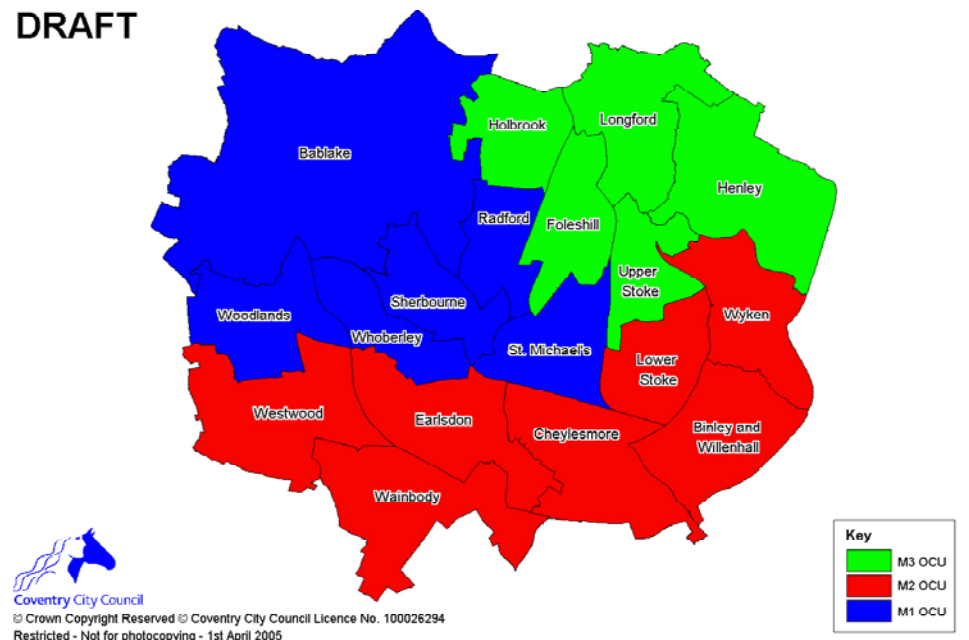 DRAFT
Holbrook
Longford
Bablake
Henley
Radford
Foleshill
Upper
Stoke
Sherbourne
Woodlands
Wyken
Whoberley
St. Michael's
Lower
Stoke
Westwood
Earlsdon
Cheylesmore
Binley and
Willenhall
Wainbody
Key
M3 OCU
M2 OCU
M1 OCU
Coventry City Council
© Crown Copyright Reserved © Coventry City Council Licence No. 100026294
Restricted - Not for photocopying - 1st April 2005